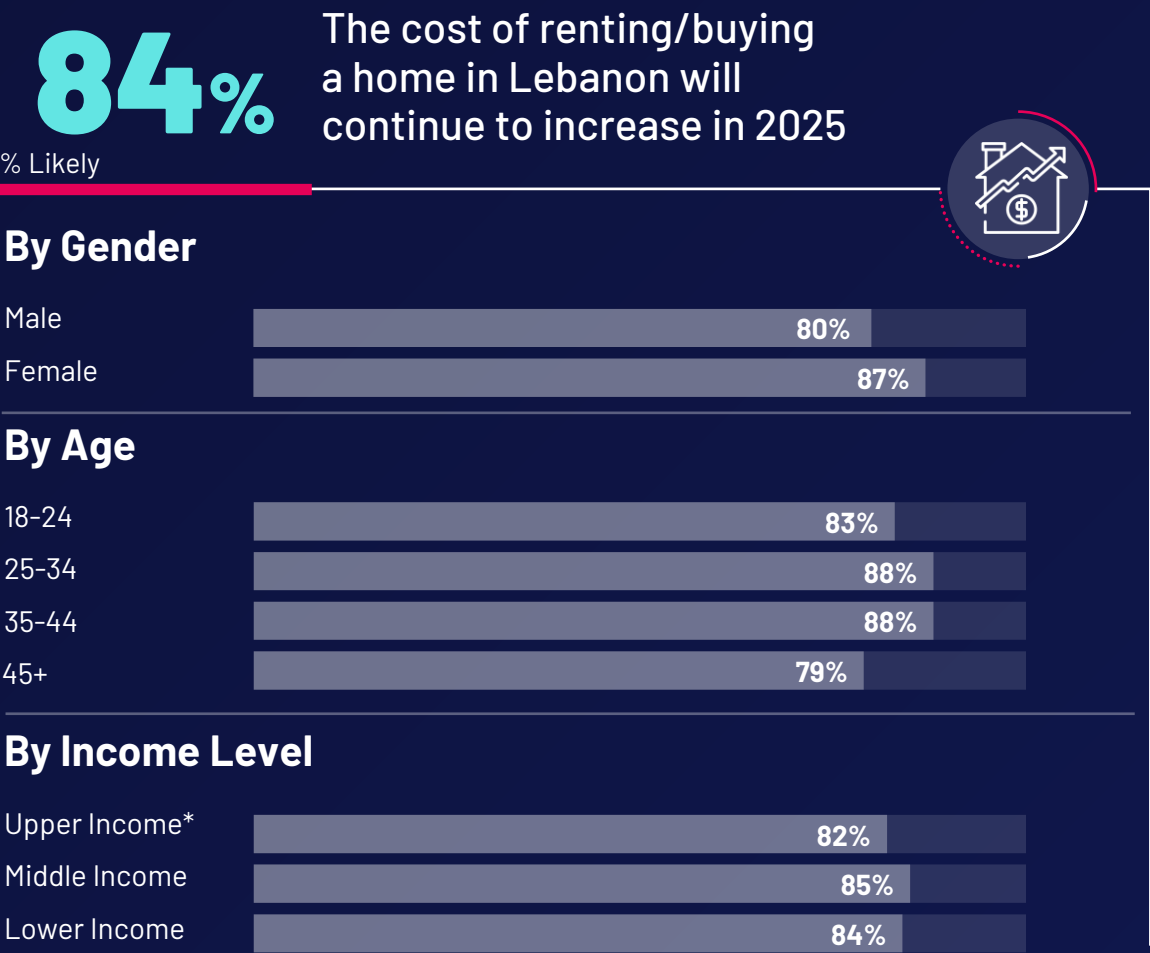 84%
% Likely
The cost of renting/buying
a home in Lebanon will
continue to increase in 2025
$
By Gender
Male 80%
Female 87%
By Age
18-24 83%
25-34 88%
35-44 88%
45+ 79%
By Income Level
Upper Income* 82%
Middle Income 85%
Lower Income 84%